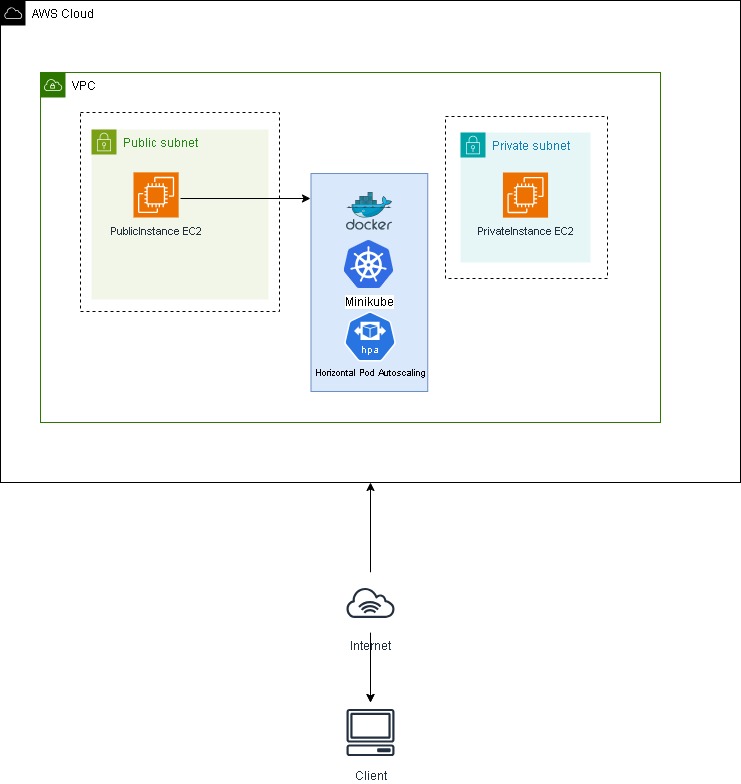 AWS Cloud
VPC
Public subnet
Private subnet
PublicInstance EC2
PrivateInstance EC2
docker
Minikube
hpa
Horizontal Pod Autoscaling
Internet
Client